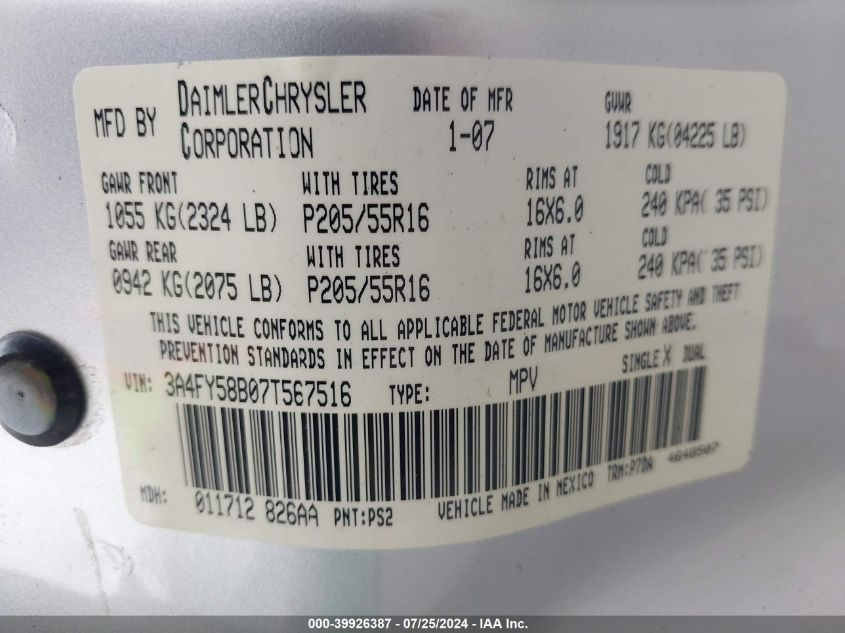 MFD BY DAIMLERCHRYSLER CORPORATION DATE OF MFR 1-07 GVWR 1917 KG(04225 LB)
GAWR FRONT WITH TIRES RIMS AT COLD
1055 KG(2324 LB) P205/55R16 16X6.0 240 KPA( 35 PSI)
GAWR REAR WITH TIRES RIMS AT COLD
0942 KG(2075 LB) P205/55R16 16X6.0 240 KPA( 35 PSI)
THIS VEHICLE CONFORMS TO ALL APPLICABLE FEDERAL MOTOR VEHICLE SAFETY AND THEFT
PREVENTION STANDARDS IN EFFECT ON THE DATE OF MANUFACTURE SHOWN ABOVE.
VIN: 3A4FY58B07T567516 TYPE: MPV SINGLE X DUAL
MDH: 011712 826AA PNT:PS2 VEHICLE MADE IN MEXICO TRM:P7DA 4648507
000-39926387 - 07/25/2024 - IAAI Inc.